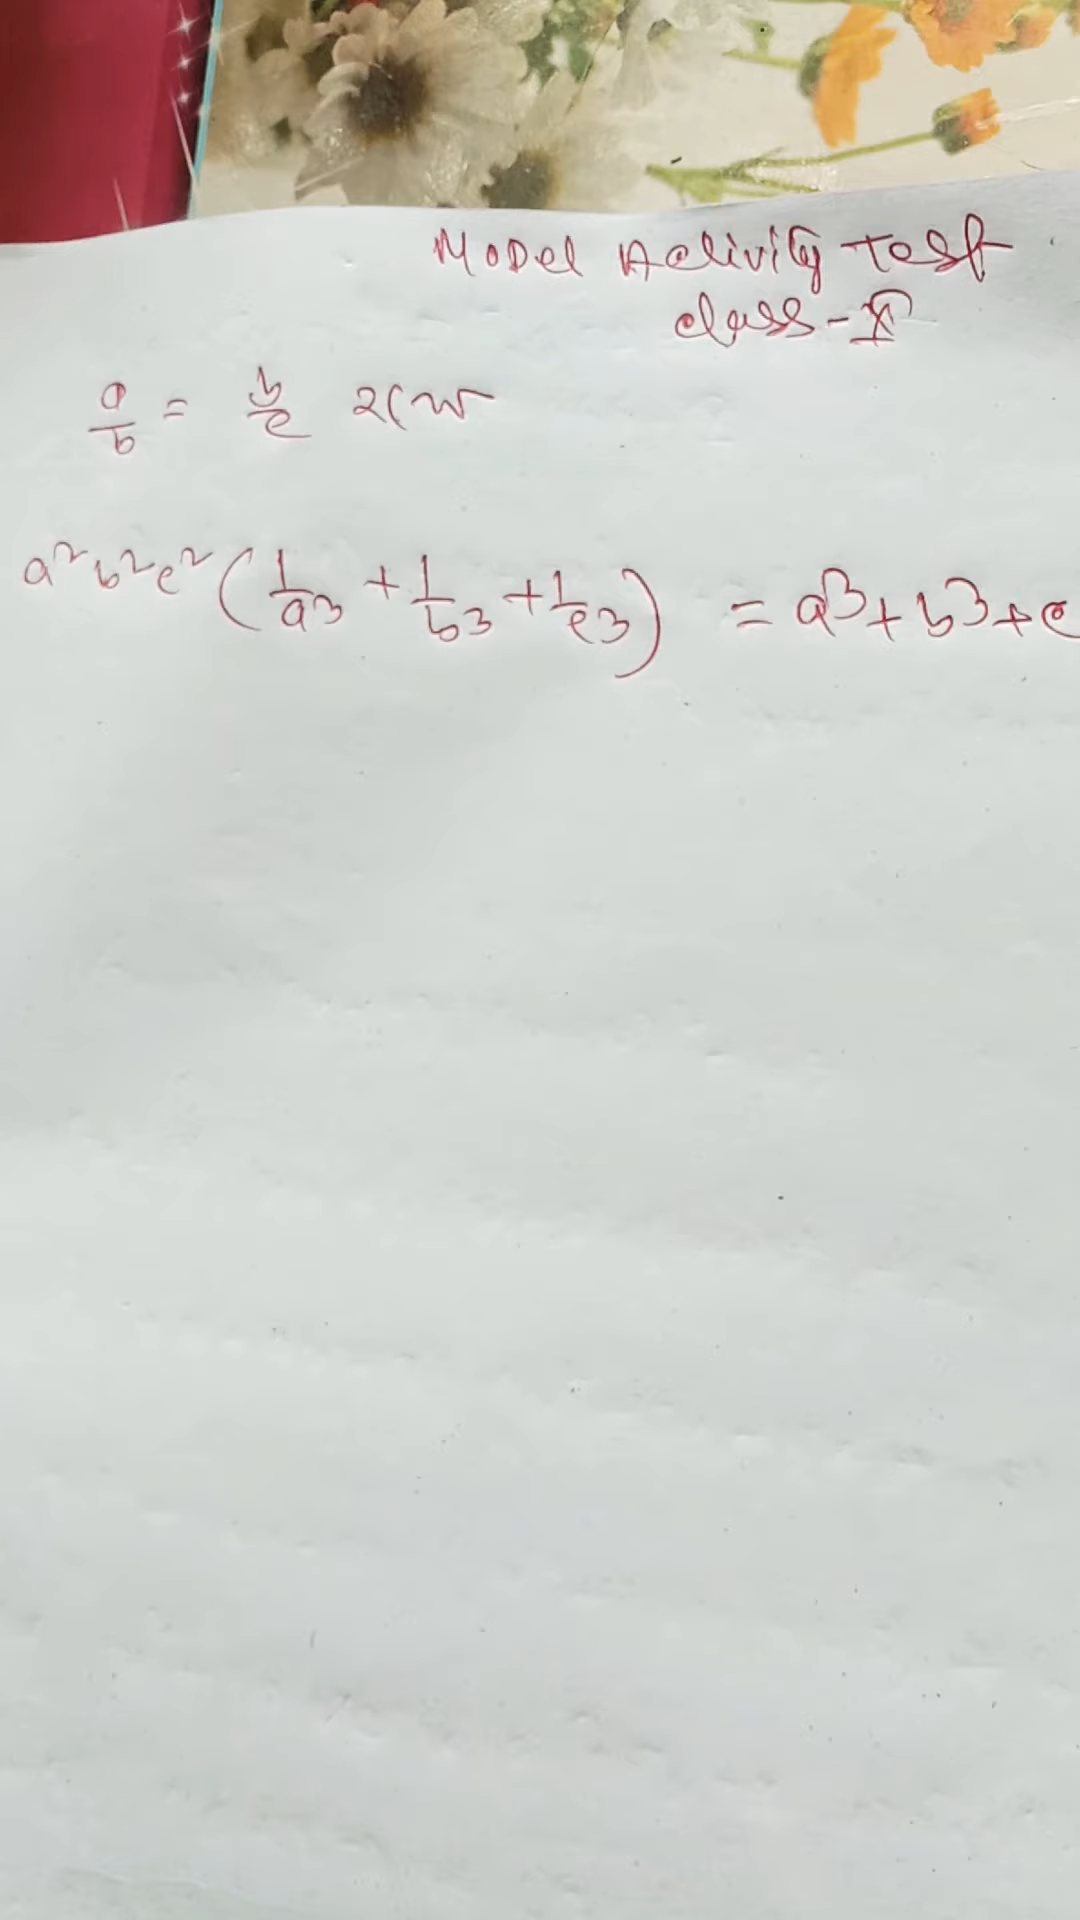 Model Activity Test
class - X
a/b = b/c হলে
a²b²c² (1/a3 + 1/b3 + 1/c3) = a3 + b3 + c